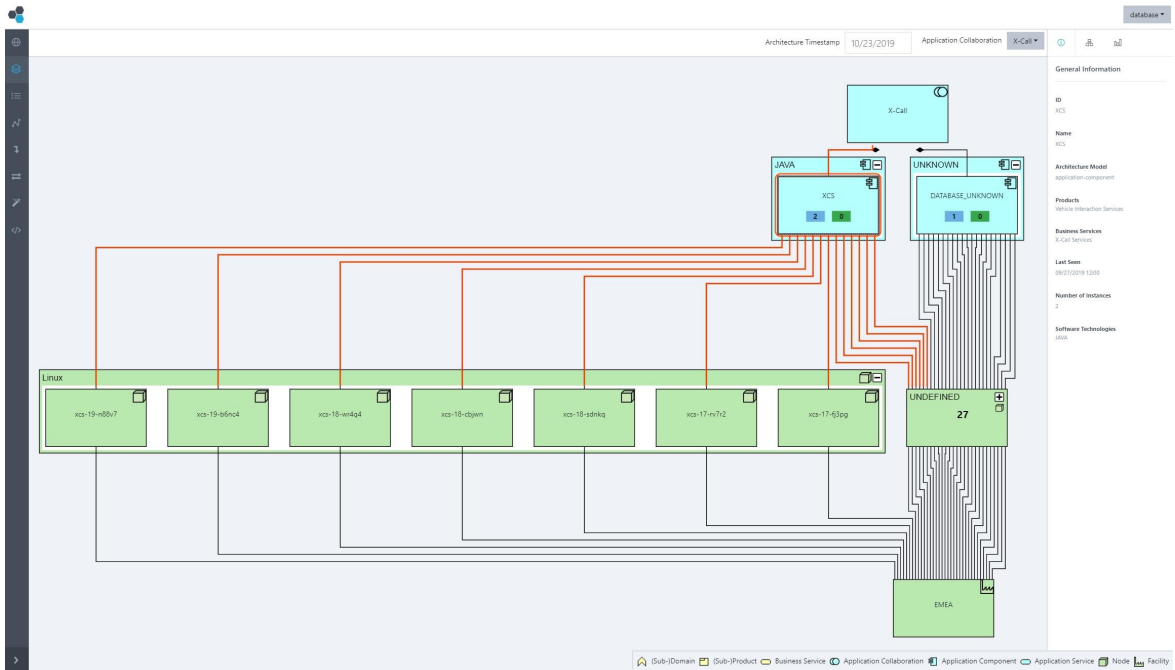 database
Architecture Timestamp 10/23/2019 Application Collaboration X-Call
General Information
ID
XCS
Name
XCS
Architecture Model
application-component
Products
Vehicle Interaction Services
Business Services
X-Call Services
Last Seen
09/27/2019 12:00
Number of Instances
2
Software Technologies
JAVA
X-Call
JAVA
XCS
2 0
UNKNOWN
DATABASE_UNKNOWN
1 0
Linux
xcs-19-n88v7
xcs-19-b6nc4
xcs-18-wr4q4
xcs-18-cbjwn
xcs-18-sdnkq
xcs-17-rv7r2
xcs-17-fj3pg
UNDEFINED
27
EMEA
(Sub-)Domain (Sub-)Product Business Service Application Collaboration Application Component Application Service Node Facility